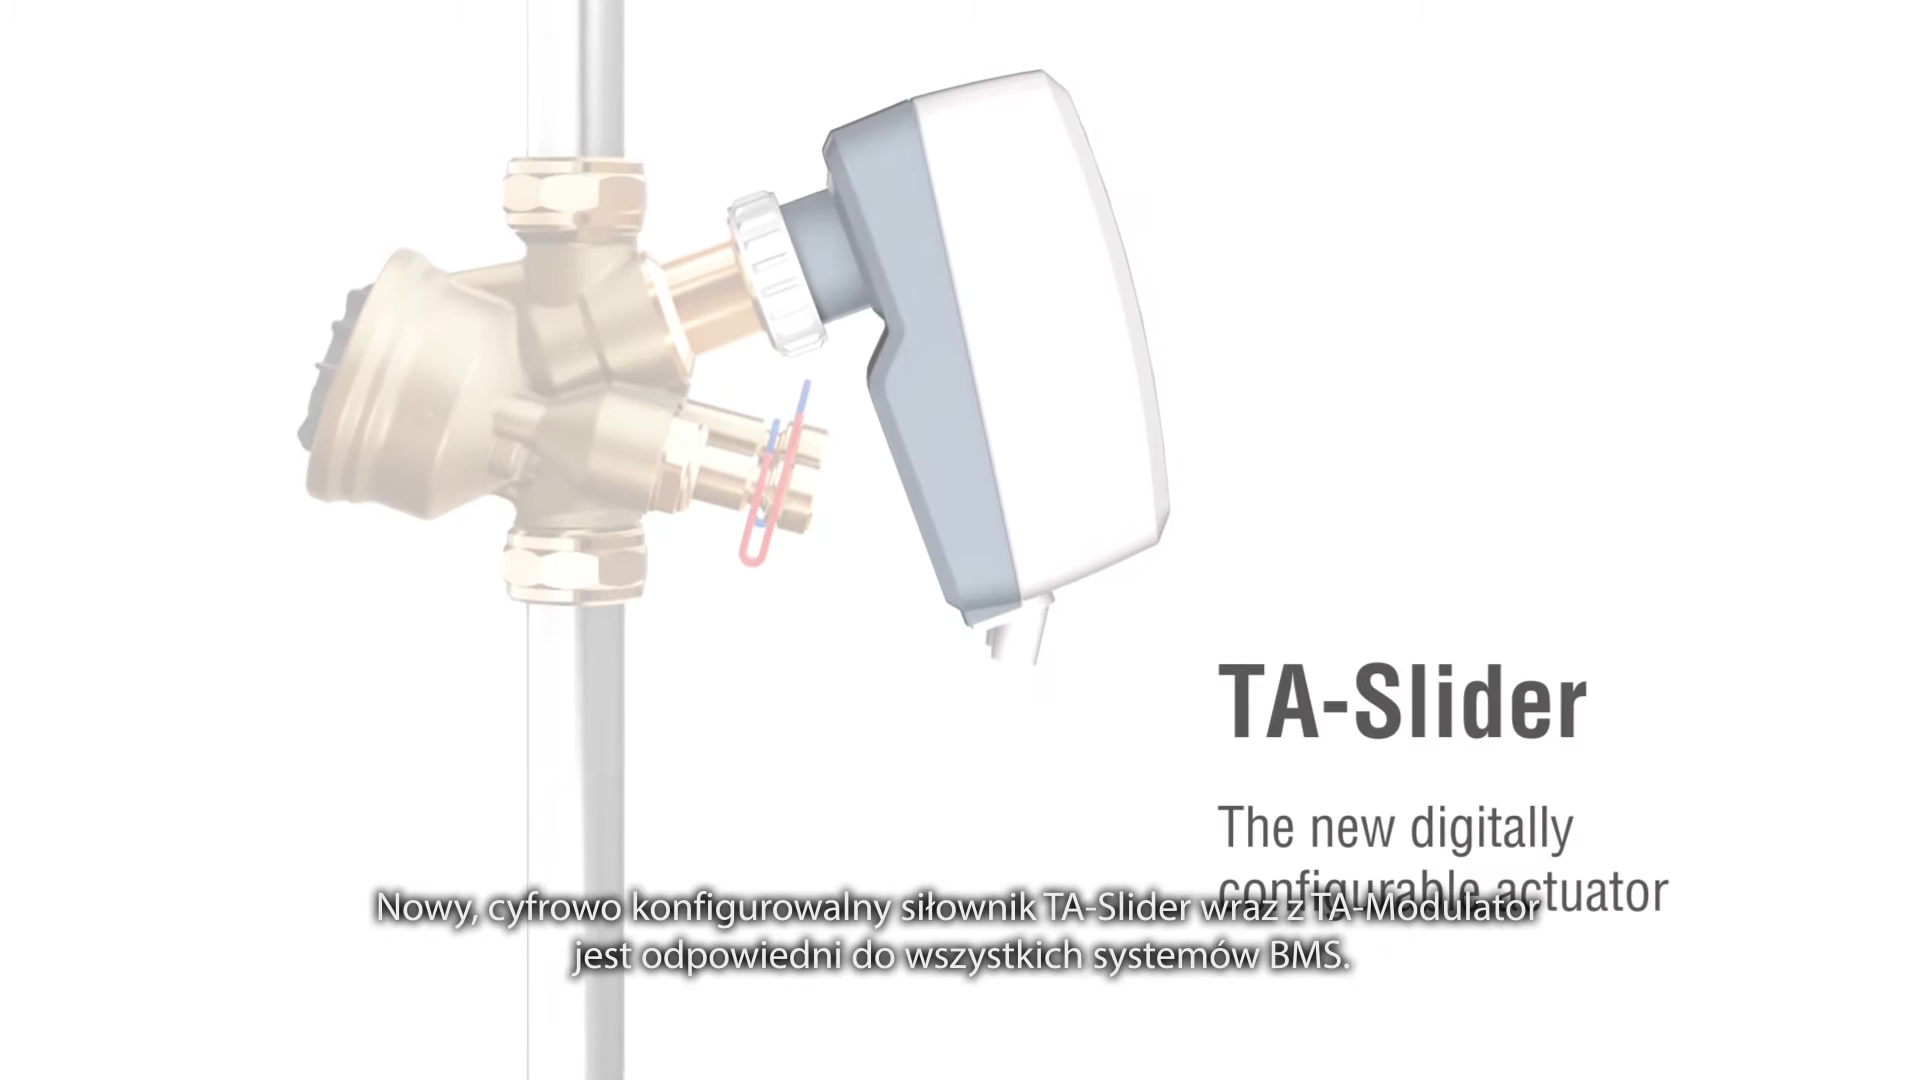 TA-Slider
The new digitally
configurable actuator
Nowy, cyfrowo konfigurowalny siłownik TA-Slider wraz z TA-Modulator
jest odpowiedni do wszystkich systemów BMS.